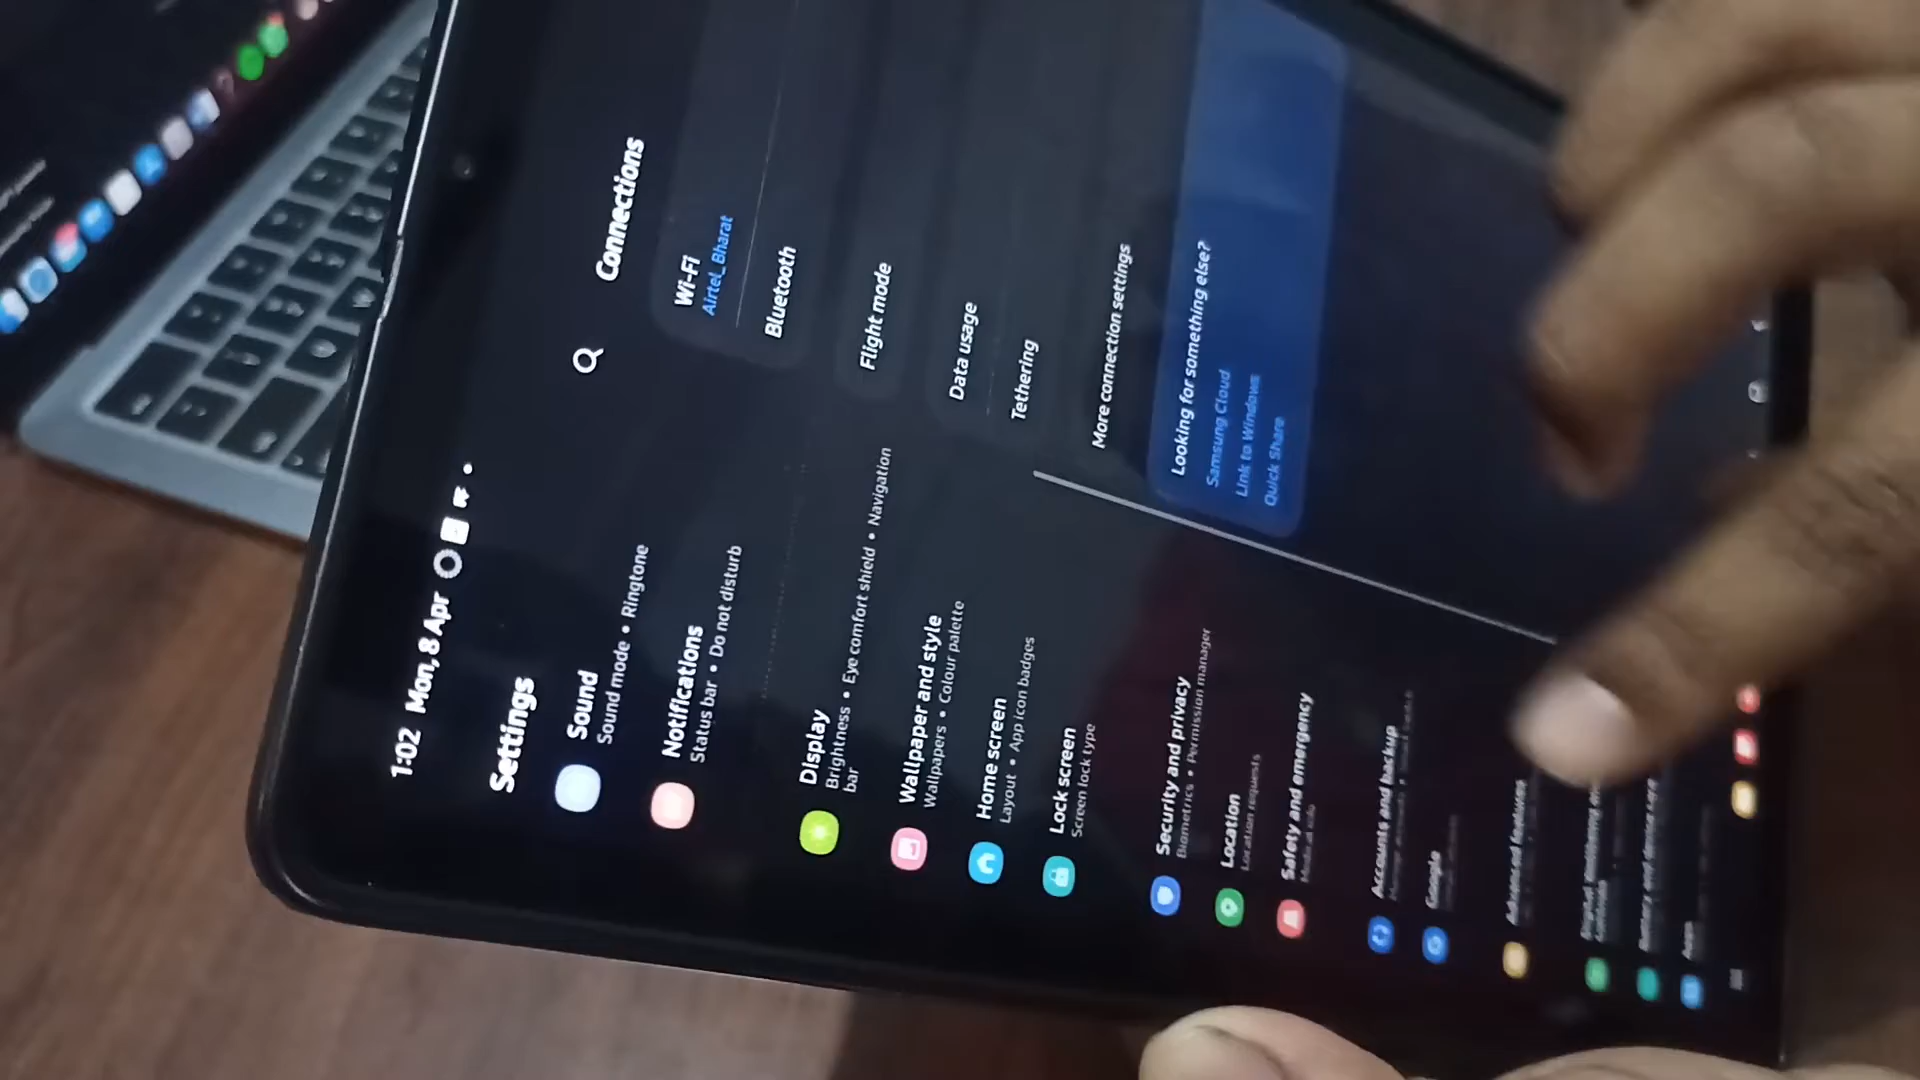 1:02 Mon, 8 Apr
Settings
Sound
Sound mode • Ringtone
Notifications
Status bar • Do not disturb
Display
Brightness • Eye comfort shield • Navigation
bar
Wallpaper and style
Wallpapers • Colour palette
Home screen
Layout • App icon badges
Lock screen
Screen lock type
Security and privacy
Biometrics • Permission manager
Location
Location requests
Safety and emergency
Medical info
Accounts and backup
Google
Advanced features
Apps
Connections
Wi-Fi
Airtel_Bharat
Bluetooth
Flight mode
Data usage
Tethering
More connection settings
Looking for something else?
Samsung Cloud
Link to Windows
Quick Share